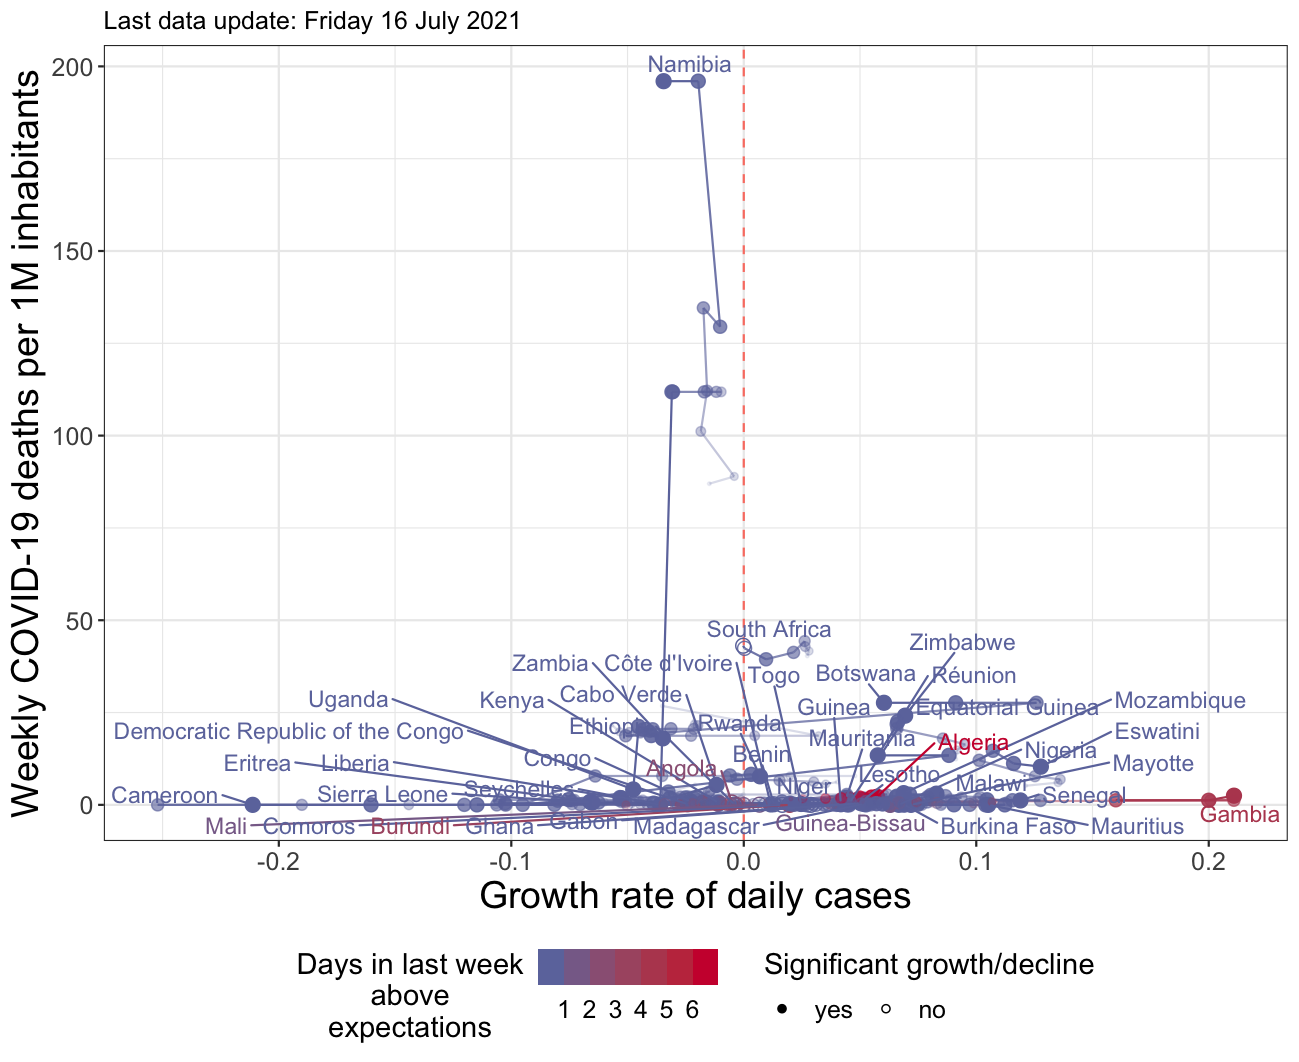 Last data update: Friday 16 July 2021
Weekly COVID-19 deaths per 1M inhabitants
200
150
100
50
0
Namibia
South Africa
Zimbabwe
Zambia
Côte d'Ivoire
Togo
Botswana
Réunion
Uganda
Kenya
Cabo Verde
Guinea
Equatorial Guinea
Mozambique
Democratic Republic of the Congo
Ethiopia
Rwanda
Mauritania
Algeria
Nigeria
Eswatini
Eritrea
Liberia
Congo
Angola
Benin
Lesotho
Mayotte
Cameroon
Sierra Leone
Seychelles
Niger
Malawi
Senegal
Gambia
Mali
Comoros
Burundi
Ghana
Gabon
Madagascar
Guinea-Bissau
Burkina Faso
Mauritius
-0.2
-0.1
0.0
0.1
0.2
Growth rate of daily cases
Days in last week
above
expectations
1 2 3 4 5 6
Significant growth/decline
yes
no